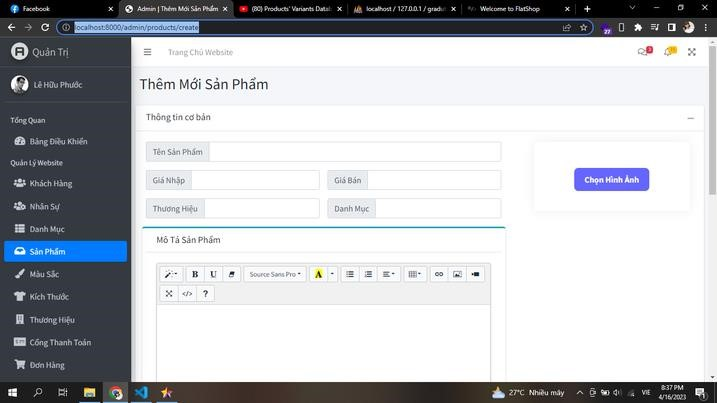 Facebook
Admin | Thêm Mới Sản Phẩm
(80) Products' Variants Datab
localhost / 127.0.0.1 / gradut
Welcome to FlatShop
localhost:8000/admin/products/create
27
Quản Trị
Trang Chủ Website
3
15
Lê Hữu Phước
Thêm Mới Sản Phẩm
Tổng Quan
Thông tin cơ bản
Bảng Điều Khiển
Quản Lý Website
Tên Sản Phẩm
Khách Hàng
Giá Nhập
Giá Bán
Chọn Hình Ảnh
Nhân Sự
Thương Hiệu
Danh Mục
Danh Mục
Sản Phẩm
Mô Tả Sản Phẩm
Màu Sắc
B U
Source Sans Pro
A
Kích Thước
</> ?
Thương Hiệu
Cổng Thanh Toán
Đơn Hàng
27°C Nhiều mây
VIE
8:37 PM
4/16/2023